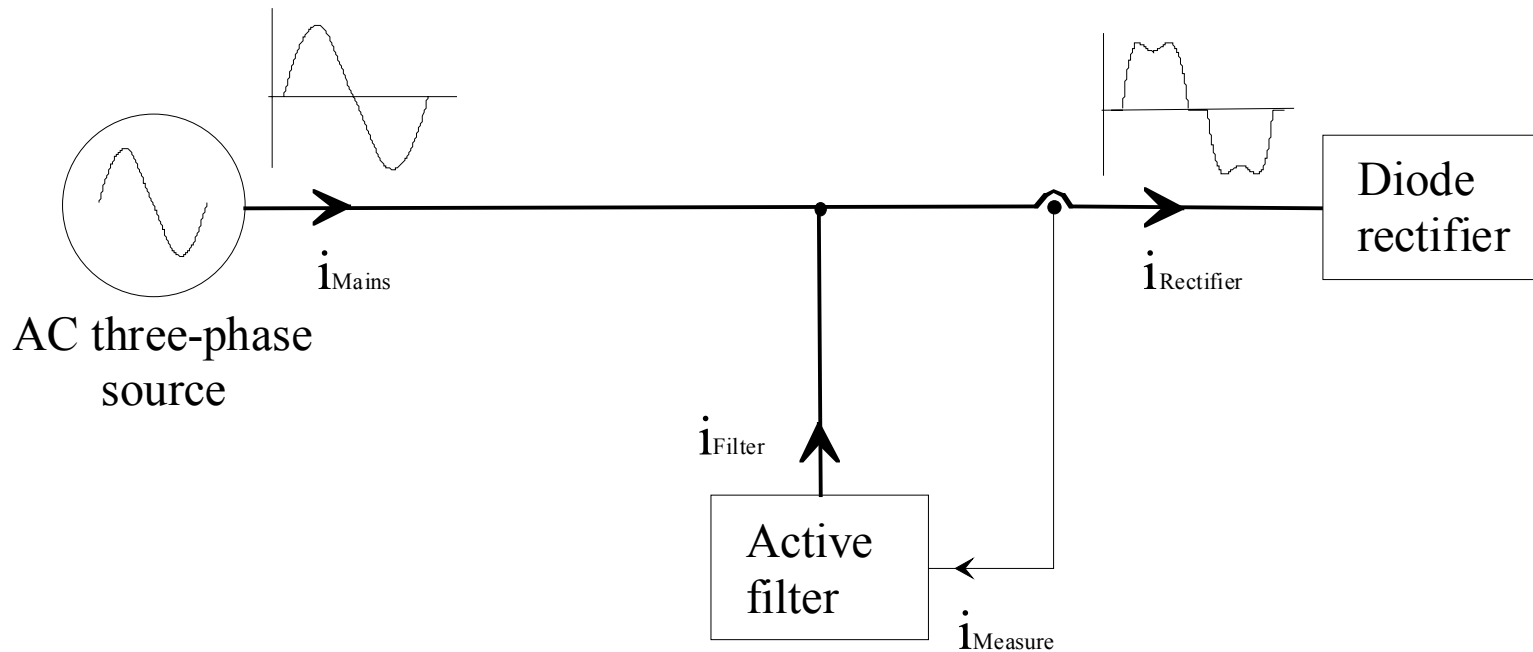 Diode
rectifier
iMains
iRectifier
AC three-phase
source
iFilter
Active
filter
iMeasure